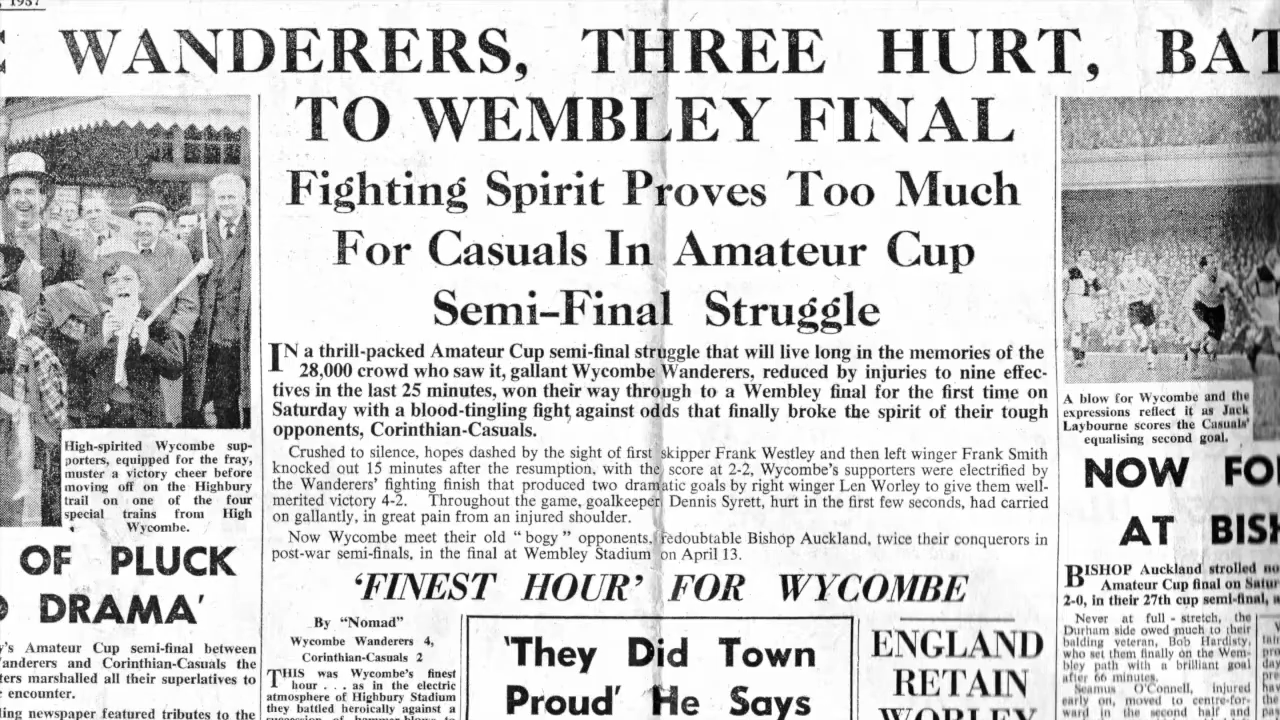 , 1957
WANDERERS, THREE HURT, BAT
TO WEMBLEY FINAL
Fighting Spirit Proves Too Much
For Casuals In Amateur Cup
Semi-Final Struggle
IN a thrill-packed Amateur Cup semi-final struggle that will live long in the memories of the
28,000 crowd who saw it, gallant Wycombe Wanderers, reduced by injuries to nine effec-
tives in the last 25 minutes, won their way through to a Wembley final for the first time on
Saturday with a blood-tingling fight against odds that finally broke the spirit of their tough
opponents, Corinthian-Casuals.
Crushed to silence, hopes dashed by the sight of first skipper Frank Westley and then left winger Frank Smith
knocked out 15 minutes after the resumption, with the score at 2-2, Wycombe's supporters were electrified by
the Wanderers' fighting finish that produced two dramatic goals by right winger Len Worley to give them well-
merited victory 4-2. Throughout the game, goalkeeper Dennis Syrett, hurt in the first few seconds, had carried
on gallantly, in great pain from an injured shoulder.
Now Wycombe meet their old "bogy" opponents, redoubtable Bishop Auckland, twice their conquerors in
post-war semi-finals, in the final at Wembley Stadium on April 13.
'FINEST HOUR' FOR WYCOMBE
By "Nomad"
Wycombe Wanderers 4,
Corinthian-Casuals 2
THIS was Wycombe's finest
hour . . . as in the electric
atmosphere of Highbury Stadium
they battled heroically against a
'They Did Town
Proud' He Says
ENGLAND
RETAIN
WORLEY
High-spirited Wycombe sup-
porters, equipped for the fray,
muster a victory cheer before
moving off on the Highbury
trail on one of the four
special trains from High
Wycombe.
OF PLUCK
DRAMA'
y's Amateur Cup semi-final between
anderers and Corinthian-Casuals the
ters marshalled all their superlatives to
encounter.
ling newspaper featured tributes to the
A blow for Wycombe and the
expressions reflect it as Jack
Laybourne scores the Casuals'
equalising second goal.
NOW FO
AT BISH
BISHOP Auckland strolled
Amateur Cup final on Satur
2-0, in their 27th cup semi-final,
Never at full - stretch, the
Durham side owed much to their
balding veteran, Bob Hardisty,
who set them finally on the Wem-
bley path with a brilliant goal
after 66 minutes.
Seamus O'Connell, injured
early on, moved to centre-for-
ward in the second half and